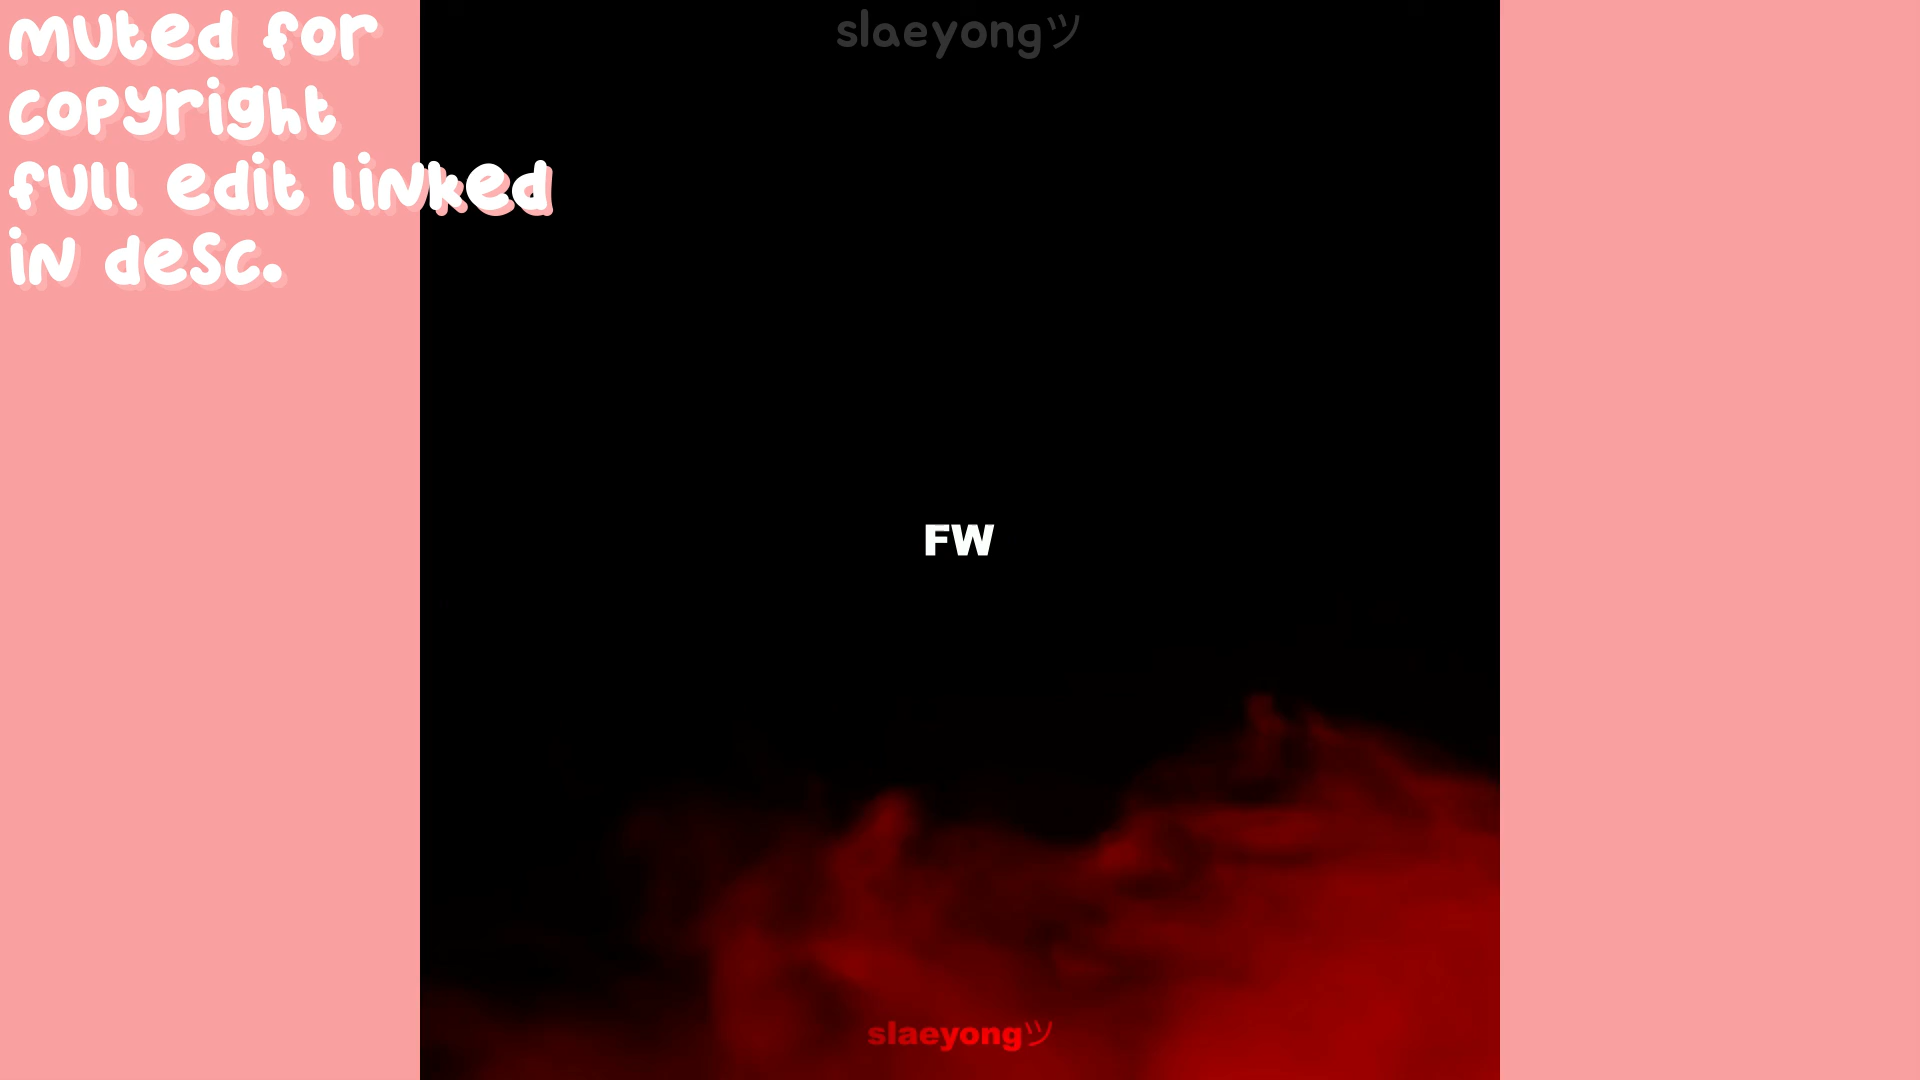 muted for
copyright
full edit linked
in desc.
slaeyongツ
FW
slaeyongツ